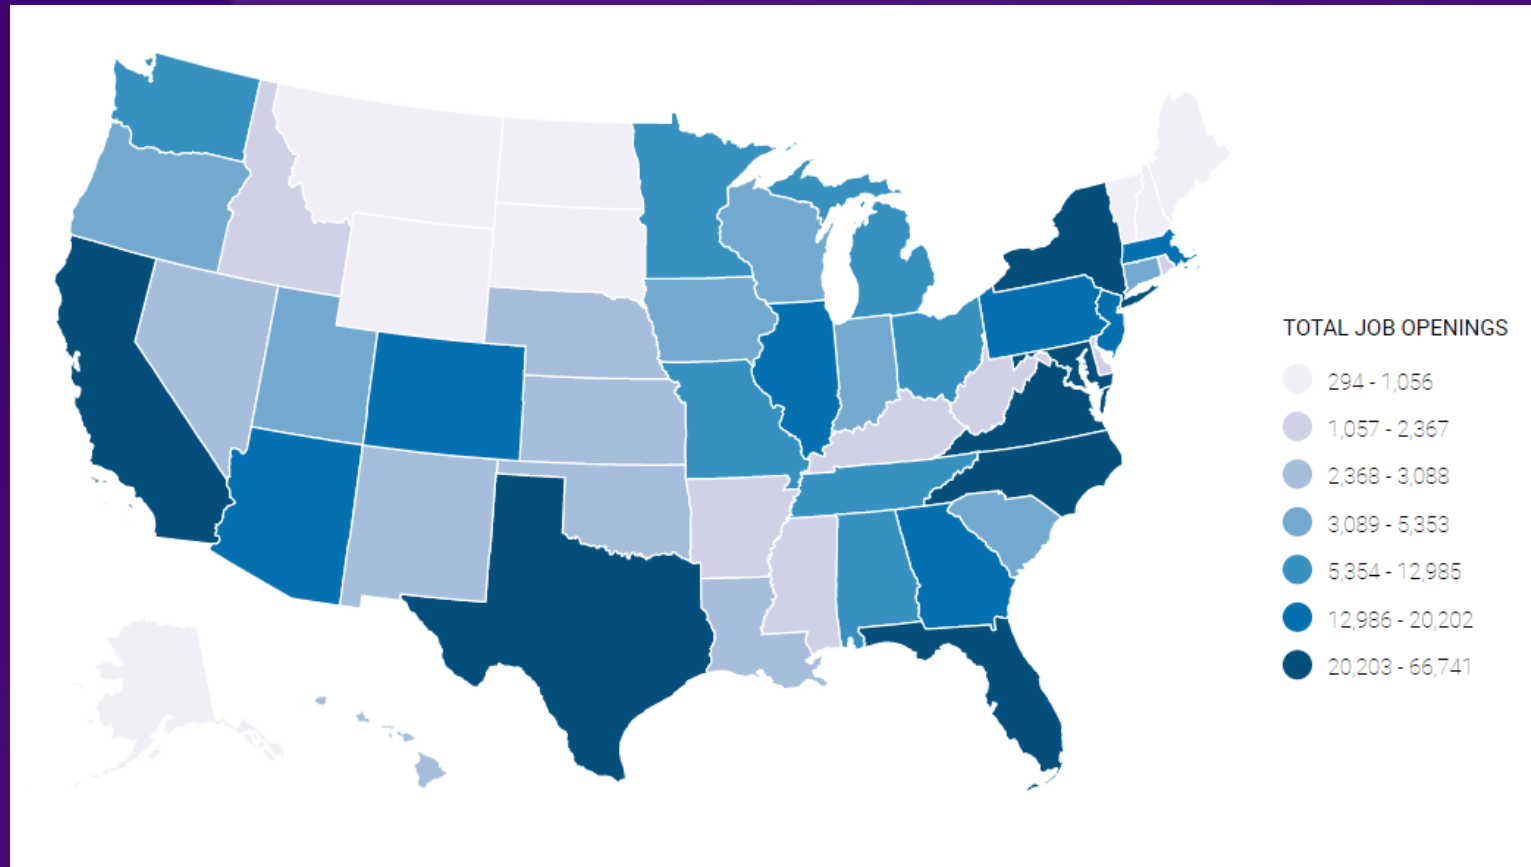 TOTAL JOB OPENINGS
294 - 1,056
1,057 - 2,367
2,368 - 3,088
3,089 - 5,353
5,354 - 12,985
12,986 - 20,202
20,203 - 66,741